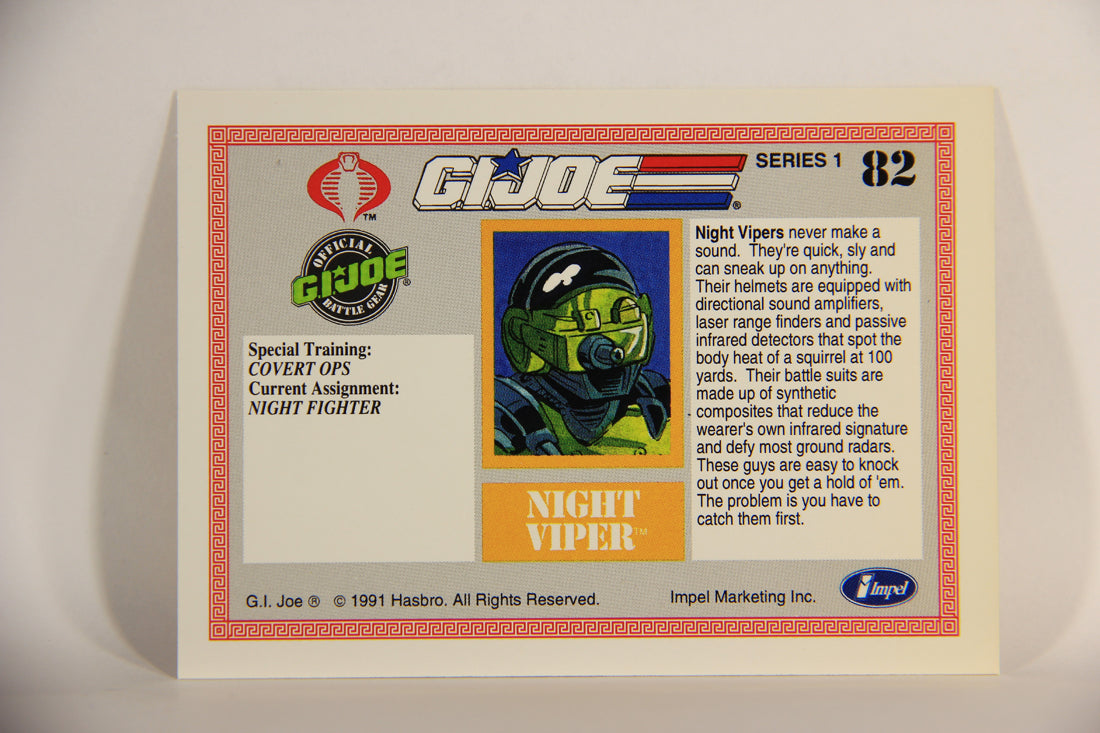 G.I.JOE ®
SERIES 1 82
TM
OFFICIAL
G.I.JOE ®
BATTLE GEAR
Special Training:
COVERT OPS
Current Assignment:
NIGHT FIGHTER
NIGHT
VIPER™
Night Vipers never make a
sound. They're quick, sly and
can sneak up on anything.
Their helmets are equipped with
directional sound amplifiers,
laser range finders and passive
infrared detectors that spot the
body heat of a squirrel at 100
yards. Their battle suits are
made up of synthetic
composites that reduce the
wearer's own infrared signature
and defy most ground radars.
These guys are easy to knock
out once you get a hold of 'em.
The problem is you have to
catch them first.
G.I. Joe ® © 1991 Hasbro. All Rights Reserved.
Impel Marketing Inc.
Impel